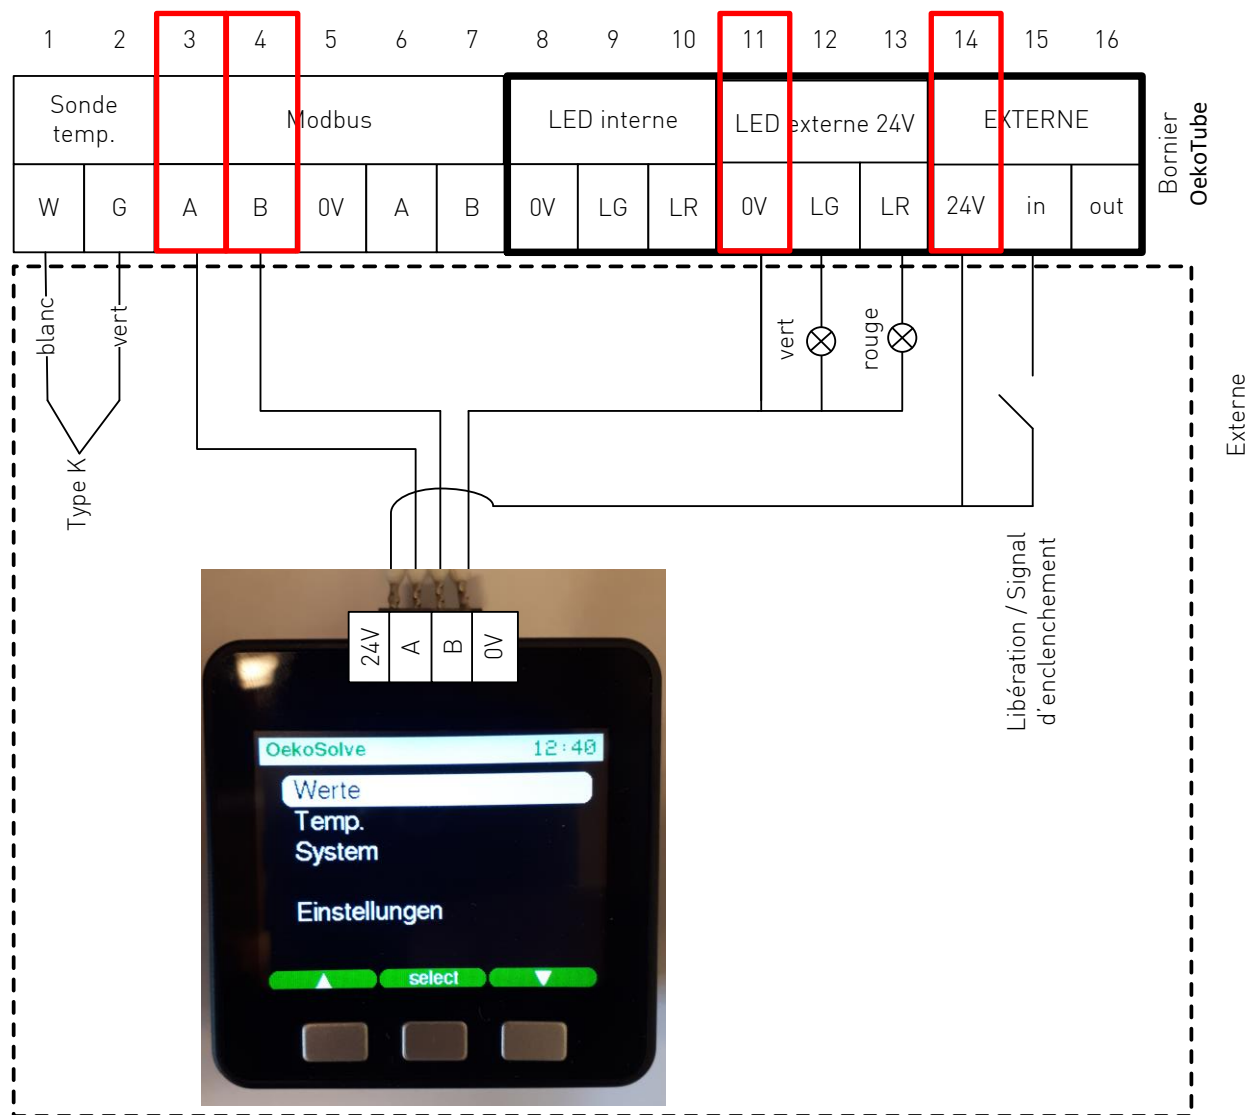 1 2 3 4 5 6 7 8 9 10 11 12 13 14 15 16
Sonde
temp.
Modbus
LED interne
LED externe 24V
EXTERNE
W G A B 0V A B 0V LG LR 0V LG LR 24V in out
Bornier
OekoTube
blanc
vert
Type K
vert
rouge
Externe
Libération / Signal
d'enclenchement
24V A B 0V
OekoSolve 12:40
Werte
Temp.
System
Einstellungen
select